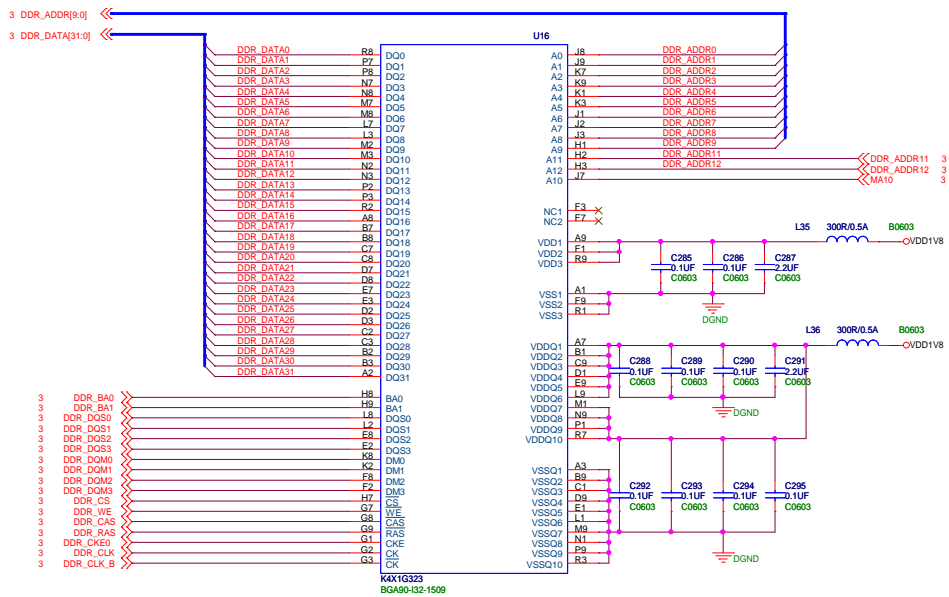 3 DDR_ADDR[9:0]
3 DDR_DATA[31:0]
U16
DDR_DATA0 R8 DQ0 A0 J8 DDR_ADDR0
DDR_DATA1 P7 DQ1 A1 J9 DDR_ADDR1
DDR_DATA2 P8 DQ2 A2 K7 DDR_ADDR2
DDR_DATA3 N7 DQ3 A3 K9 DDR_ADDR3
DDR_DATA4 N8 DQ4 A4 K1 DDR_ADDR4
DDR_DATA5 M7 DQ5 A5 K3 DDR_ADDR5
DDR_DATA6 M8 DQ6 A6 J1 DDR_ADDR6
DDR_DATA7 L7 DQ7 A7 J2 DDR_ADDR7
DDR_DATA8 L3 DQ8 A8 J3 DDR_ADDR8
DDR_DATA9 M2 DQ9 A9 H1 DDR_ADDR9
DDR_DATA10 M3 DQ10 A11 H2 DDR_ADDR11 DDR_ADDR11 3
DDR_DATA11 N2 DQ11 A12 H3 DDR_ADDR12 DDR_ADDR12 3
DDR_DATA12 N3 DQ12 A10 J7 MA10 3
DDR_DATA13 P2 DQ13
DDR_DATA14 P3 DQ14
DDR_DATA15 R2 DQ15 NC1 E3
DDR_DATA16 A8 DQ16 NC2 E7
DDR_DATA17 B7 DQ17
DDR_DATA18 B8 DQ18 VDD1 A9
DDR_DATA19 C7 DQ19 VDD2 F1
DDR_DATA20 C8 DQ20 VDD3 R9
DDR_DATA21 D7 DQ21
DDR_DATA22 D8 DQ22
DDR_DATA23 E7 DQ23 VSS1 A1
DDR_DATA24 E3 DQ24 VSS2 F9
DDR_DATA25 D2 DQ25 VSS3 R1
DDR_DATA26 D3 DQ26
DDR_DATA27 C2 DQ27
DDR_DATA28 C3 DQ28 VDDQ1 A7
DDR_DATA29 B2 DQ29 VDDQ2 B1
DDR_DATA30 B3 DQ30 VDDQ3 C9
DDR_DATA31 A2 DQ31 VDDQ4 D1
VDDQ5 E9
3 DDR_BA0 H8 BA0 VDDQ6 L9
3 DDR_BA1 H9 BA1 VDDQ7 M1
3 DDR_DQS0 L8 DQS0 VDDQ8 N9
3 DDR_DQS1 L2 DQS1 VDDQ9 P1
3 DDR_DQS2 E8 DQS2 VDDQ10 R7
3 DDR_DQS3 E2 DQS3
3 DDR_DQM0 K8 DM0
3 DDR_DQM1 K2 DM1 VSSQ1 A3
3 DDR_DQM2 F8 DM2 VSSQ2 B9
3 DDR_DQM3 F2 DM3 VSSQ3 C1
3 DDR_CS H7 CS VSSQ4 D9
3 DDR_WE G7 WE VSSQ5 E1
3 DDR_CAS G8 CAS VSSQ6 L1
3 DDR_RAS G9 RAS VSSQ7 M9
3 DDR_CKE0 G1 CKE VSSQ8 N1
3 DDR_CLK G2 CK VSSQ9 P9
3 DDR_CLK_B G3 CK VSSQ10 R3
K4X1G323
BGA90-I32-1509
L35 300R/0.5A B0603
VDD1V8
C285 C286 C287
0.1UF 0.1UF 2.2UF
C0603 C0603 C0603
DGND
L36 300R/0.5A B0603
VDD1V8
C288 C289 C290 C291
0.1UF 0.1UF 0.1UF 2.2UF
C0603 C0603 C0603 C0603
DGND
C292 C293 C294 C295
0.1UF 0.1UF 0.1UF 0.1UF
C0603 C0603 C0603 C0603
DGND